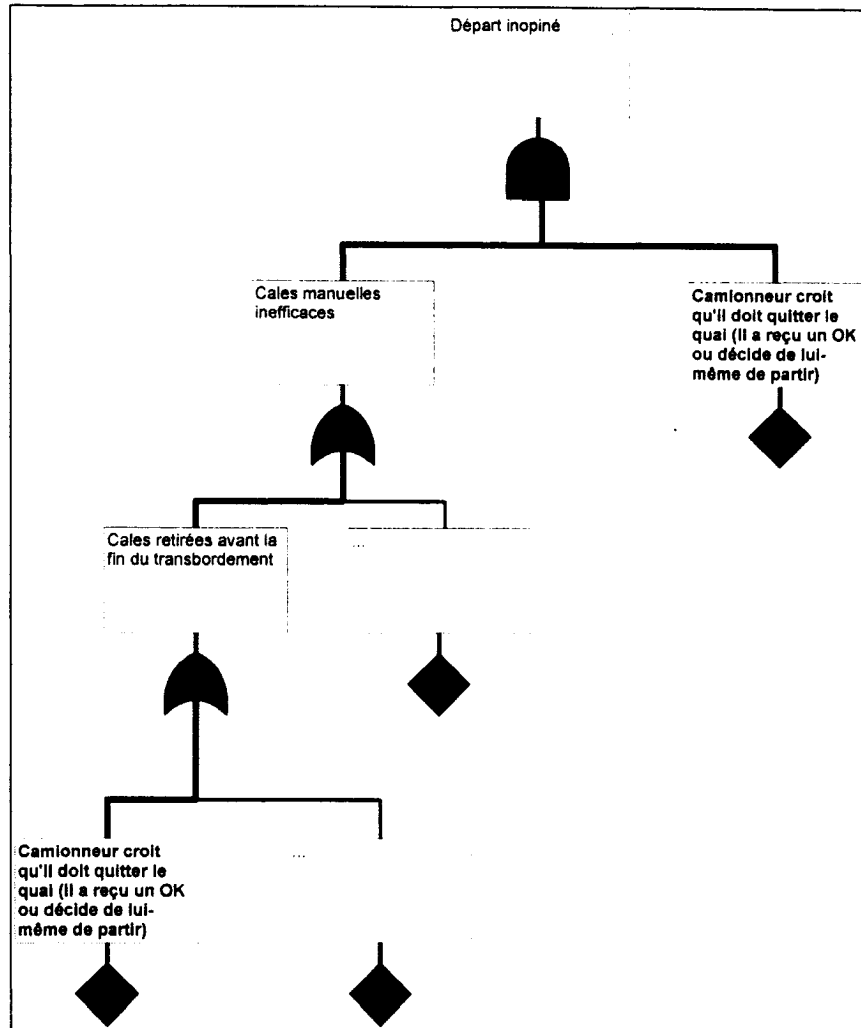 Départ inopiné
Cales manuelles
inefficaces
Camionneur croit
qu'il doit quitter le
quai (il a reçu un OK
ou décide de lui-
même de partir)
Cales retirées avant la
fin du transbordement
...
Camionneur croit
qu'il doit quitter le
quai (il a reçu un OK
ou décide de lui-
même de partir)
...